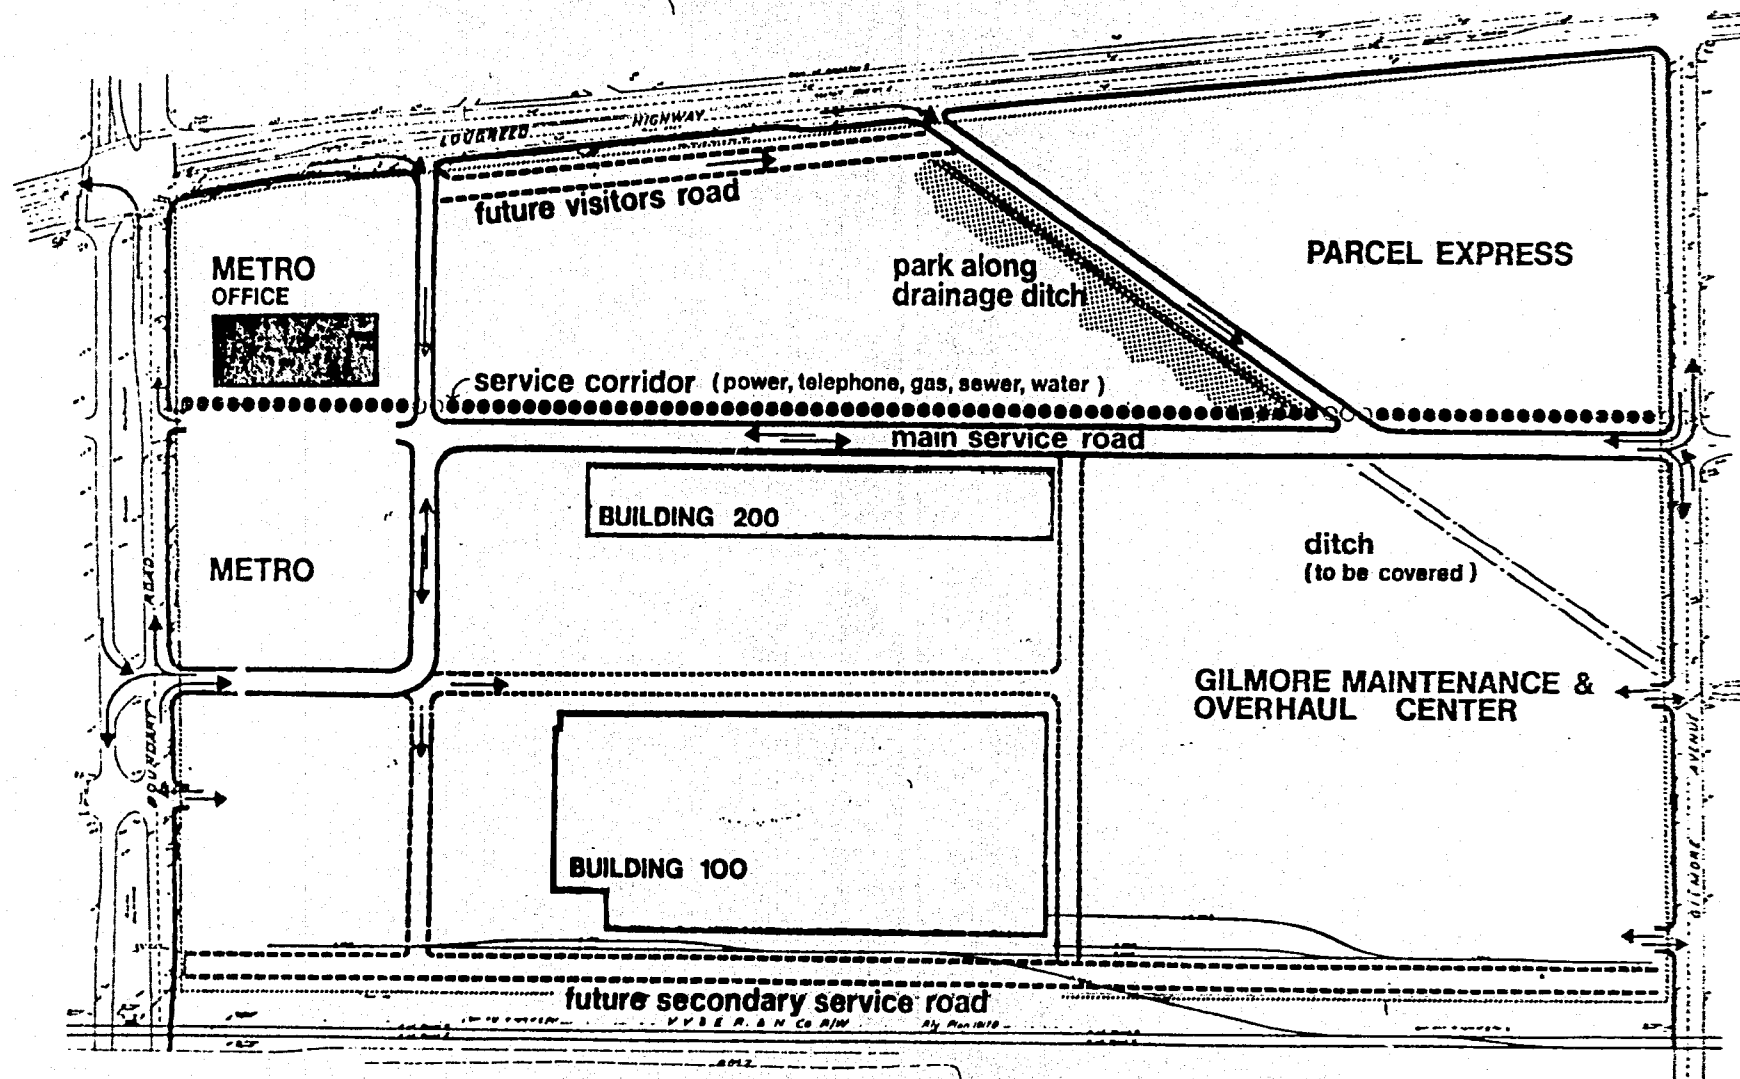 LOUGHEED HIGHWAY
future visitors road
METRO
OFFICE
PARCEL EXPRESS
park along
drainage ditch
service corridor (power, telephone, gas, sewer, water)
main service road
BUILDING 200
ditch
(to be covered)
METRO
ROAD
BOUNDARY
GILMORE MAINTENANCE &
OVERHAUL CENTER
GILMORE AVENUE
BUILDING 100
future secondary service road